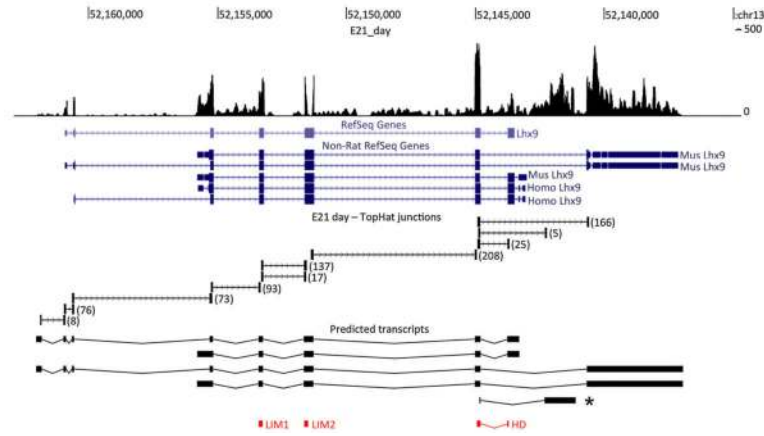 52,160,000 52,155,000 52,150,000 52,145,000 52,140,000 :chr13
E21_day
~ 500
0
RefSeq Genes
Lhx9
Non-Rat RefSeq Genes
Mus Lhx9
Mus Lhx9
Mus Lhx9
Homo Lhx9
Homo Lhx9
E21 day – TopHat junctions
(166)
(5)
(25)
(208)
(137)
(17)
(93)
(73)
(76)
(8)
Predicted transcripts
*
LIM1 LIM2 HD